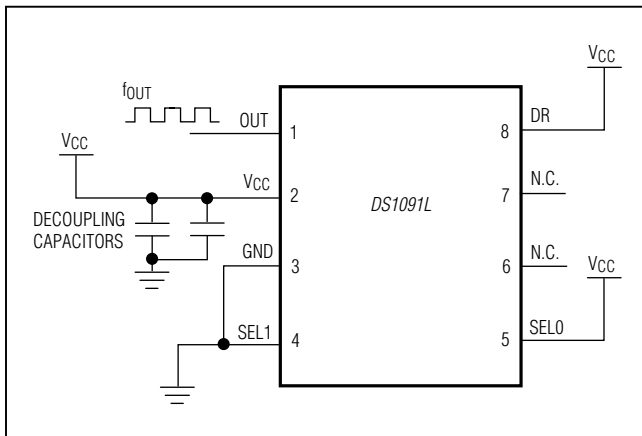 VCC
fOUT
OUT
1
8
DR
VCC
VCC
2
DS1091L
7
N.C.
DECOUPLING
CAPACITORS
GND
3
6
N.C.
VCC
SEL1
4
5
SEL0